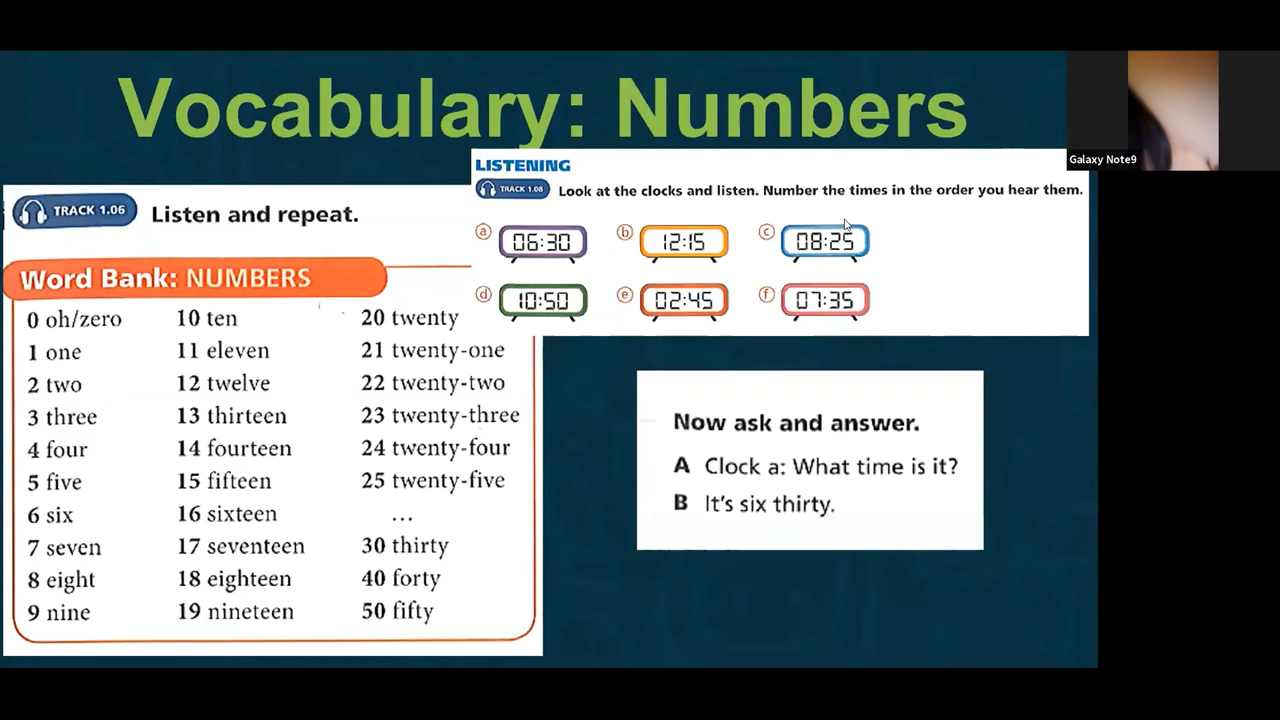 Vocabulary: Numbers
Galaxy Note9
LISTENING
TRACK 1.08 Look at the clocks and listen. Number the times in the order you hear them.
a 06:30 b 12:15 c 08:25
d 10:50 e 02:45 f 07:35
TRACK 1.06 Listen and repeat.
Word Bank: NUMBERS
0 oh/zero 10 ten 20 twenty
1 one 11 eleven 21 twenty-one
2 two 12 twelve 22 twenty-two
3 three 13 thirteen 23 twenty-three
4 four 14 fourteen 24 twenty-four
5 five 15 fifteen 25 twenty-five
6 six 16 sixteen ...
7 seven 17 seventeen 30 thirty
8 eight 18 eighteen 40 forty
9 nine 19 nineteen 50 fifty
Now ask and answer.
A Clock a: What time is it?
B It's six thirty.